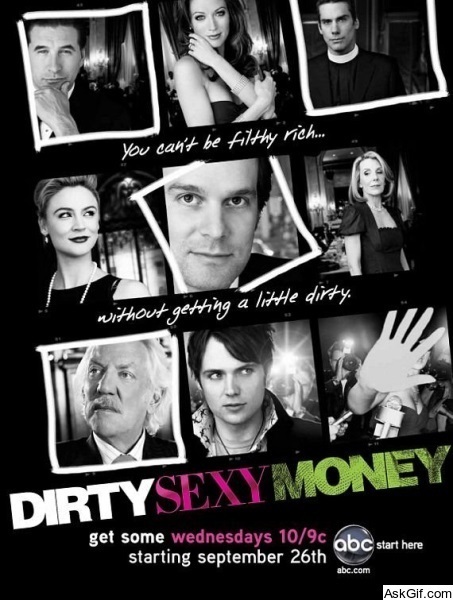 You can't be filthy rich...
without getting a little dirty.
DIRTY SEXY MONEY
get some wednesdays 10/9c
starting september 26th
abc start here
abc.com
AskGif.com